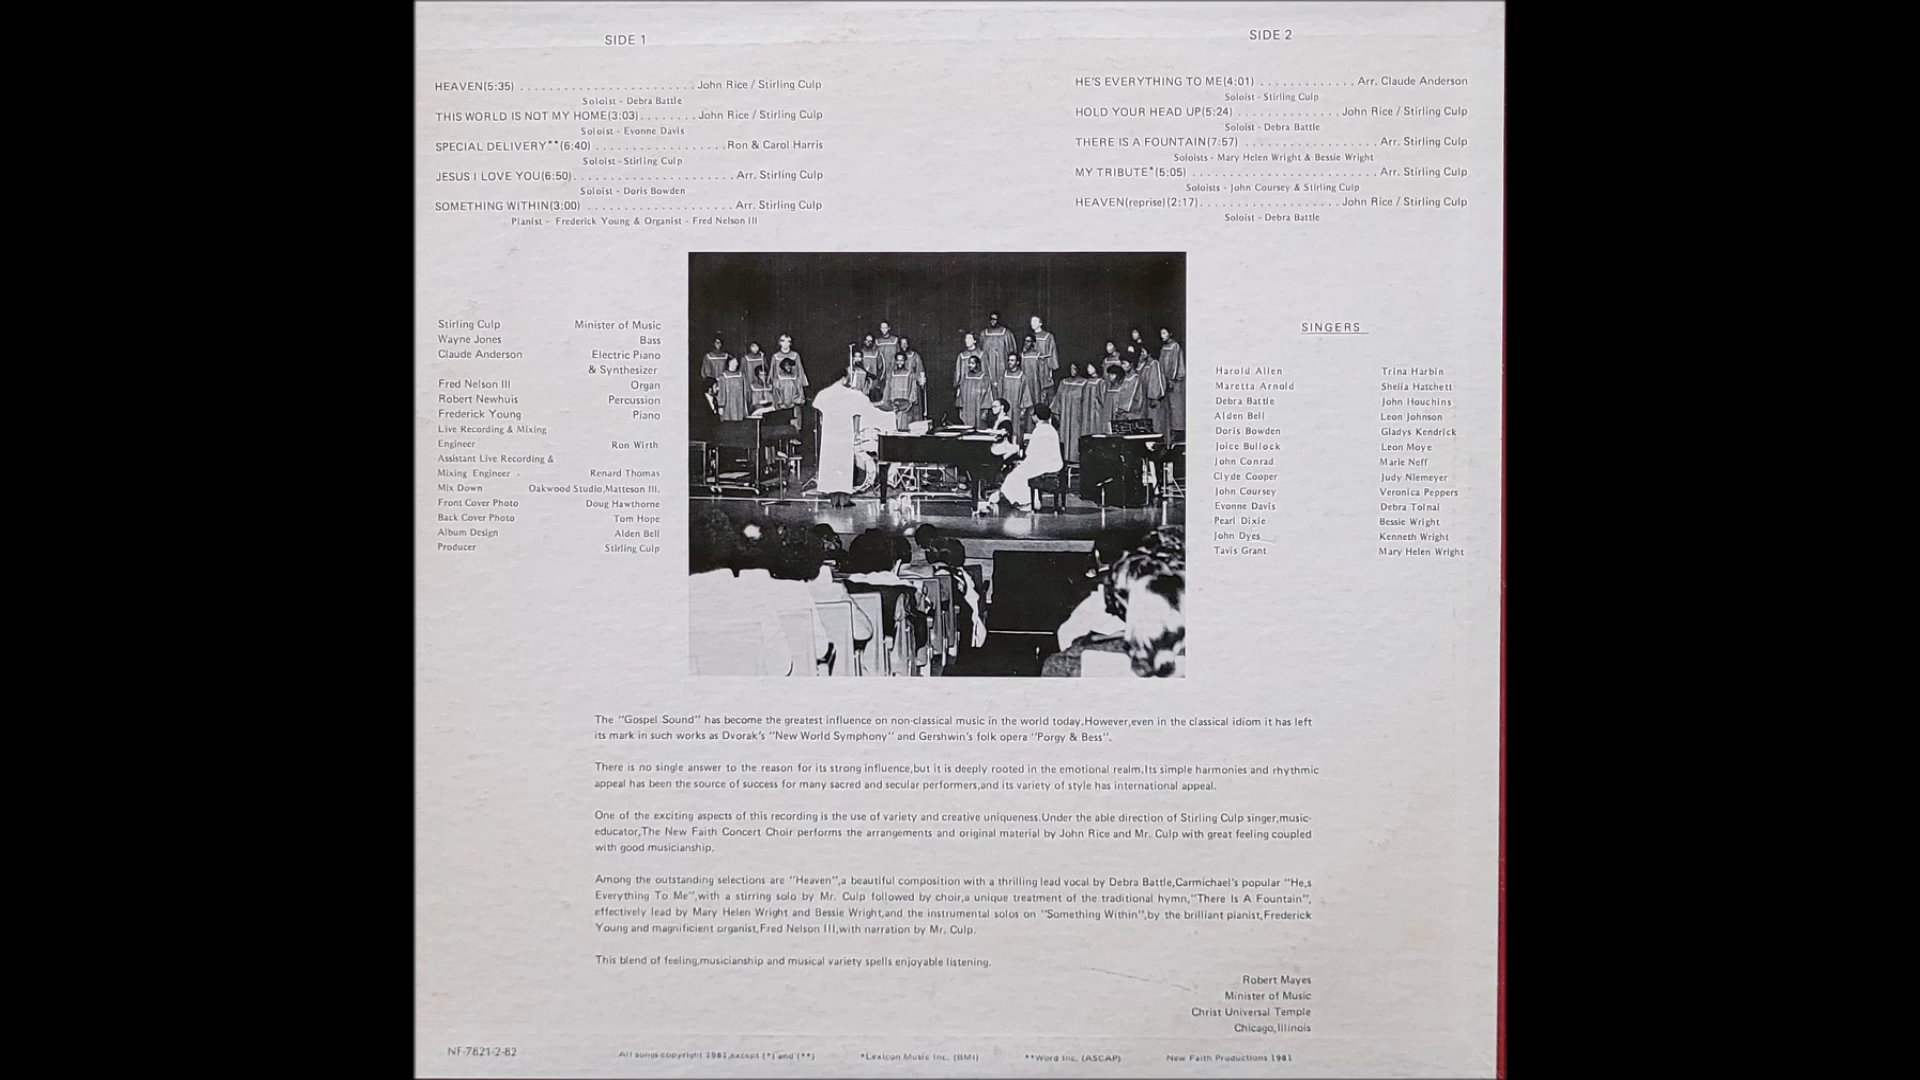 SIDE 1
HEAVEN(5:35) . . . . . . . . . . . . . . . . . . . . . . . . John Rice / Stirling Culp
Soloist - Debra Battle
THIS WORLD IS NOT MY HOME(3:03). . . . . . . . John Rice / Stirling Culp
Soloist - Evonne Davis
SPECIAL DELIVERY**(6:40) . . . . . . . . . . . . . . . . . . Ron & Carol Harris
Soloist - Stirling Culp
JESUS I LOVE YOU(6:50). . . . . . . . . . . . . . . . . . . . . . Arr. Stirling Culp
Soloist - Doris Bowden
SOMETHING WITHIN(3:00) . . . . . . . . . . . . . . . . . . . . Arr. Stirling Culp
Pianist - Frederick Young & Organist - Fred Nelson III
SIDE 2
HE'S EVERYTHING TO ME(4:01) . . . . . . . . . . . . . Arr. Claude Anderson
Soloist - Stirling Culp
HOLD YOUR HEAD UP(5:24) . . . . . . . . . . . . . . John Rice / Stirling Culp
Soloist - Debra Battle
THERE IS A FOUNTAIN(7:57) . . . . . . . . . . . . . . . . . . Arr. Stirling Culp
Soloists - Mary Helen Wright & Bessie Wright
MY TRIBUTE*(5:05) . . . . . . . . . . . . . . . . . . . . . . . . . Arr. Stirling Culp
Soloists - John Coursey & Stirling Culp
HEAVEN(reprise)(2:17). . . . . . . . . . . . . . . . . . . John Rice / Stirling Culp
Soloist - Debra Battle
Stirling Culp Minister of Music
Wayne Jones Bass
Claude Anderson Electric Piano
& Synthesizer
Fred Nelson III Organ
Robert Newhuis Percussion
Frederick Young Piano
Live Recording & Mixing
Engineer Ron Wirth
Assistant Live Recording &
Mixing Engineer - Renard Thomas
Mix Down Oakwood Studio,Matteson Ill.
Front Cover Photo Doug Hawthorne
Back Cover Photo Tom Hope
Album Design Alden Bell
Producer Stirling Culp
SINGERS
Harold Allen Trina Harbin
Maretta Arnold Shelia Hatchett
Debra Battle John Houchins
Alden Bell Leon Johnson
Doris Bowden Gladys Kendrick
Joice Bullock Leon Moye
John Conrad Marie Neff
Clyde Cooper Judy Niemeyer
John Coursey Veronica Peppers
Evonne Davis Debra Tolnai
Pearl Dixie Bessie Wright
John Dyes Kenneth Wright
Tavis Grant Mary Helen Wright
The "Gospel Sound" has become the greatest influence on non-classical music in the world today.However,even in the classical idiom it has left
its mark in such works as Dvorak's "New World Symphony" and Gershwin's folk opera "Porgy & Bess".
There is no single answer to the reason for its strong influence,but it is deeply rooted in the emotional realm.Its simple harmonies and rhythmic
appeal has been the source of success for many sacred and secular performers,and its variety of style has international appeal.
One of the exciting aspects of this recording is the use of variety and creative uniqueness.Under the able direction of Stirling Culp singer,music-
educator,The New Faith Concert Choir performs the arrangements and original material by John Rice and Mr. Culp with great feeling coupled
with good musicianship.
Among the outstanding selections are "Heaven",a beautiful composition with a thrilling lead vocal by Debra Battle,Carmichael's popular "He,s
Everything To Me",with a stirring solo by Mr. Culp followed by choir,a unique treatment of the traditional hymn,"There Is A Fountain",
effectively lead by Mary Helen Wright and Bessie Wright,and the instrumental solos on "Something Within",by the brilliant pianist,Frederick
Young and magnificient organist,Fred Nelson III,with narration by Mr. Culp.
This blend of feeling,musicianship and musical variety spells enjoyable listening.
Robert Mayes
Minister of Music
Christ Universal Temple
Chicago,Illinois
NF-7821-2-82 All songs copyright 1981,except (*) and (**) *Lexicon Music Inc. (BMI) **Word Inc. (ASCAP) New Faith Productions 1981